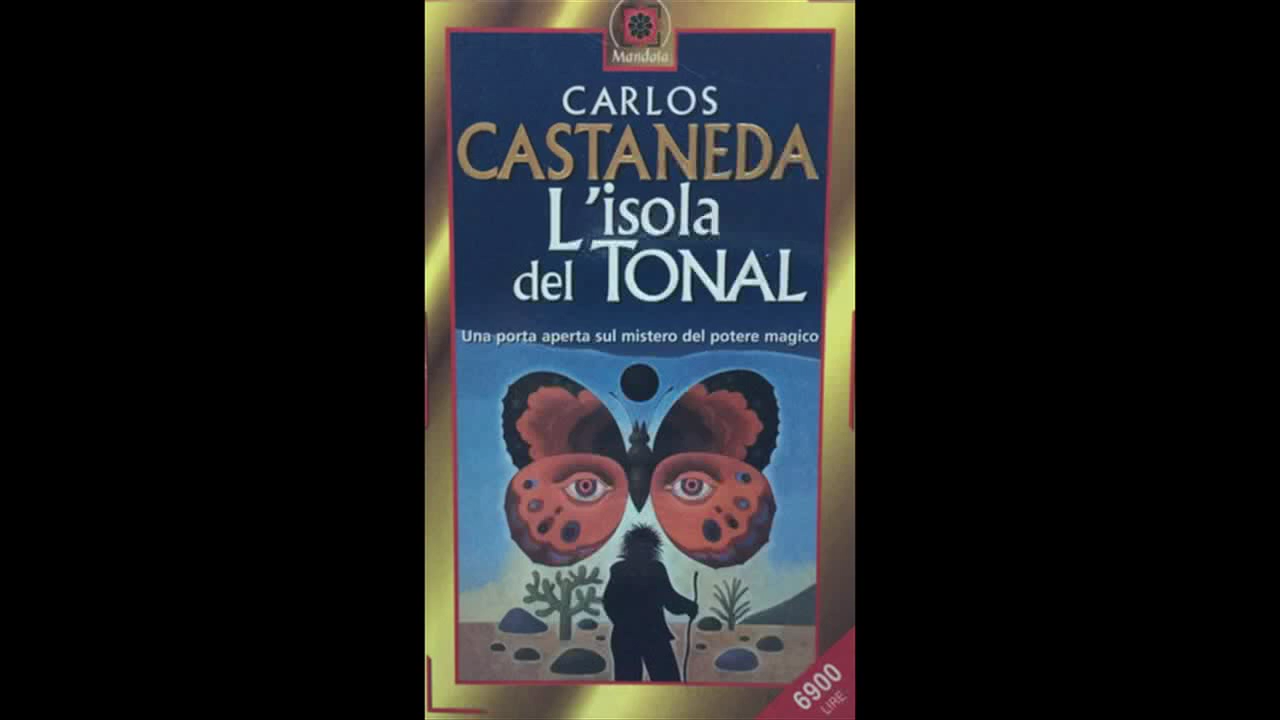 Mandala
CARLOS
CASTANEDA
L'isola
del TONAL
Una porta aperta sul mistero del potere magico
6900
LIRE